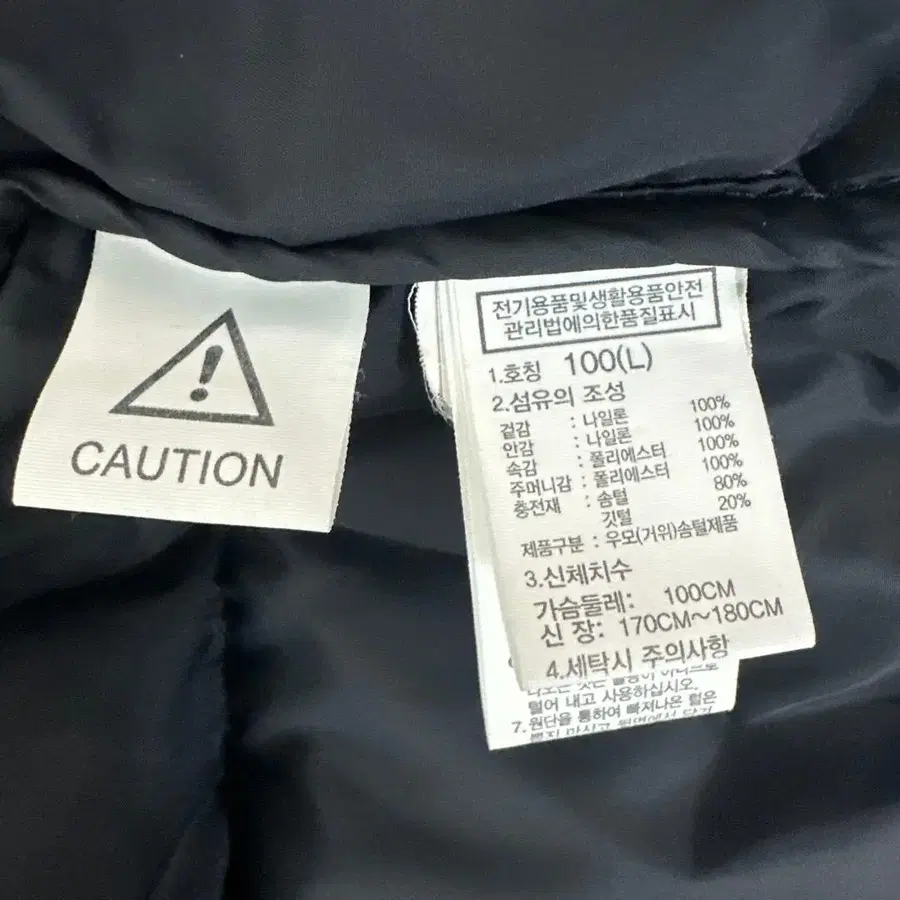 CAUTION
전기용품및생활용품안전
관리법에의한품질표시
1.호칭 100(L)
2.섬유의 조성
겉감 : 나일론 100%
안감 : 나일론 100%
속감 : 폴리에스터 100%
주머니감 : 폴리에스터 100%
충전재 : 솜털 80%
깃털 20%
제품구분 : 우모(거위)솜털제품
3.신체치수
가슴둘레: 100CM
신 장: 170CM~180CM
4.세탁시 주의사항
털어 내고 사용하십시오.
7.원단을 통하여 빠져나온 털은